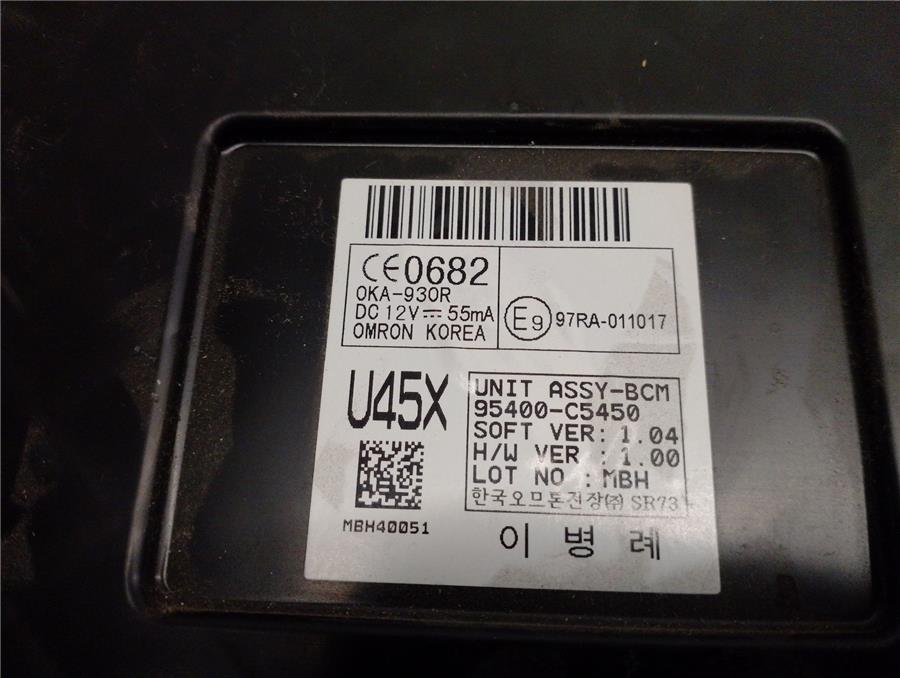 CE0682
OKA-930R
DC 12V⎓ 55mA
OMRON KOREA
E9 97RA-011017
U45X
MBH40051
UNIT ASSY-BCM
95400-C5450
SOFT VER: 1.04
H/W VER : 1.00
LOT NO : MBH
한국오므론전장㈜ SR73
이 병 례